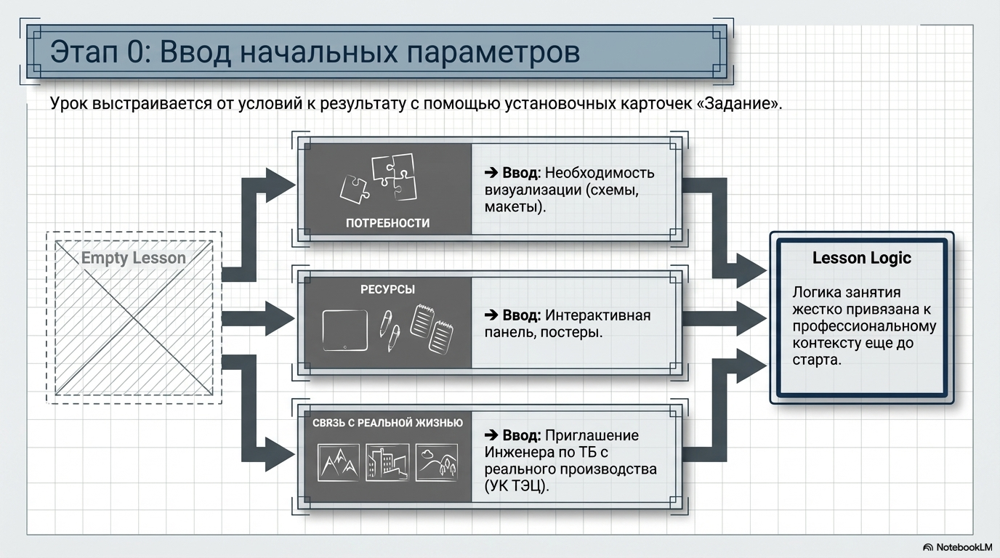 Этап 0: Ввод начальных параметров
Урок выстраивается от условий к результату с помощью установочных карточек «Задание».
Empty Lesson
ПОТРЕБНОСТИ
➔ Ввод: Необходимость
визуализации (схемы,
макеты).
РЕСУРСЫ
➔ Ввод: Интерактивная
панель, постеры.
СВЯЗЬ С РЕАЛЬНОЙ ЖИЗНЬЮ
➔ Ввод: Приглашение
Инженера по ТБ с
реального производства
(УК ТЭЦ).
Lesson Logic
Логика занятия
жестко привязана к
профессиональному
контексту еще до
старта.
NotebookLM